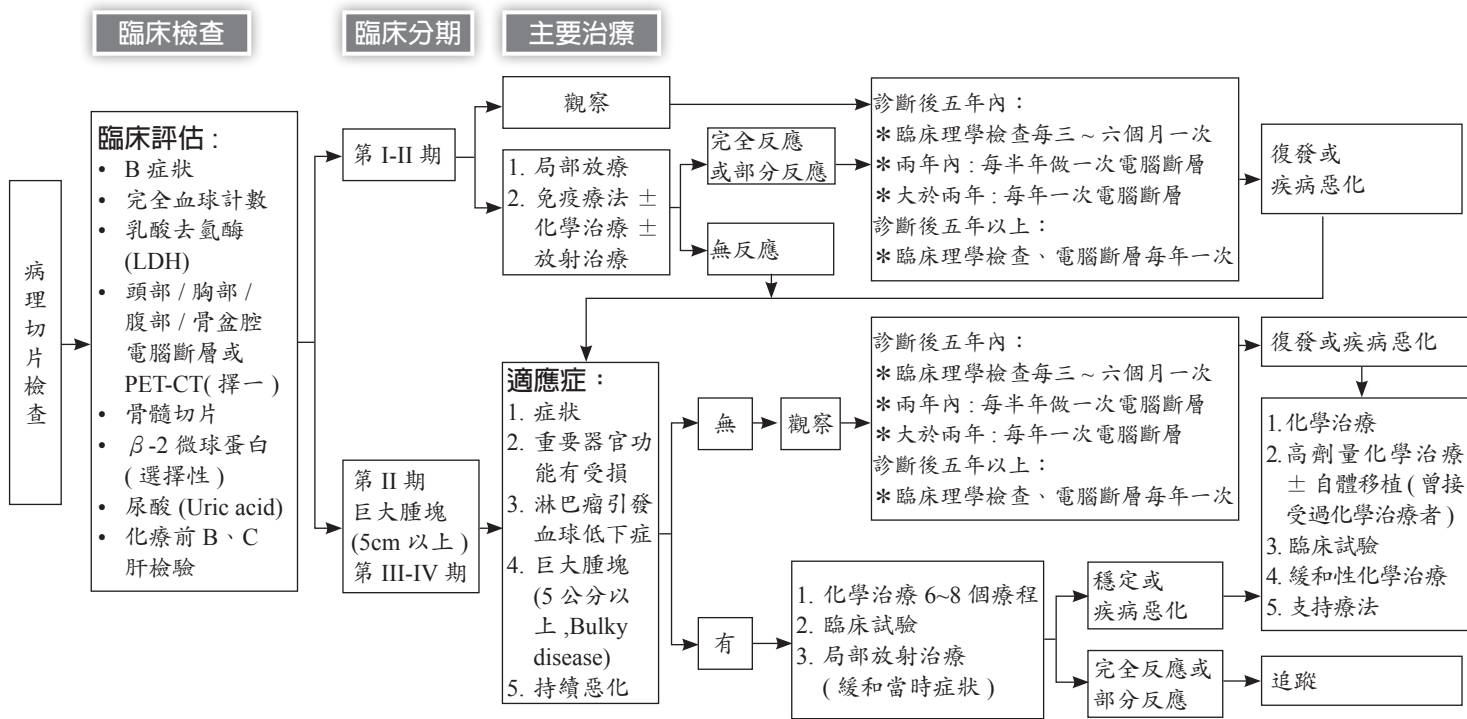 臨床檢查
臨床分期
主要治療
病理切片檢查
臨床評估：
• B 症狀
• 完全血球計數
• 乳酸去氫酶
(LDH)
• 頭部 / 胸部 /
腹部 / 骨盆腔
電腦斷層或
PET-CT( 擇一 )
• 骨髓切片
• β-2 微球蛋白
( 選擇性 )
• 尿酸 (Uric acid)
• 化療前 B、C
肝檢驗
第 I-II 期
觀察
1. 局部放療
2. 免疫療法 ±
化學治療 ±
放射治療
完全反應
或部分反應
無反應
診斷後五年內：
＊臨床理學檢查每三 ~ 六個月一次
＊兩年內 : 每半年做一次電腦斷層
＊大於兩年 : 每年一次電腦斷層
診斷後五年以上：
＊臨床理學檢查、電腦斷層每年一次
復發或
疾病惡化
第 II 期
巨大腫塊
(5cm 以上 )
第 III-IV 期
適應症：
1. 症狀
2. 重要器官功
能有受損
3. 淋巴瘤引發
血球低下症
4. 巨大腫塊
(5 公分以
上 ,Bulky
disease)
5. 持續惡化
無
觀察
診斷後五年內：
＊臨床理學檢查每三 ~ 六個月一次
＊兩年內 : 每半年做一次電腦斷層
＊大於兩年 : 每年一次電腦斷層
診斷後五年以上：
＊臨床理學檢查、電腦斷層每年一次
復發或疾病惡化
有
1. 化學治療 6~8 個療程
2. 臨床試驗
3. 局部放射治療
( 緩和當時症狀 )
穩定或
疾病惡化
完全反應或
部分反應
1.化學治療
2.高劑量化學治療
± 自體移植 ( 曾接
受過化學治療者 )
3. 臨床試驗
4. 緩和性化學治療
5. 支持療法
追蹤